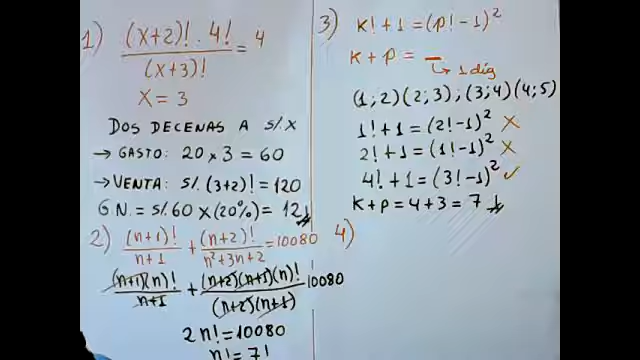 1) (x+2)! . 4! / (x+3)! = 4
x = 3
DOS DECENAS A S/. X
→ GASTO: 20 x 3 = 60
→ VENTA: S/. (3+2)! = 120
G.N. = S/. 60 x (20%) = 12
2) (n+1)! / n+1 + (n+2)! / n²+3n+2 = 10080
(n+1)(n)! / n+1 + (n+2)(n+1)(n)! / (n+2)(n+1) = 10080
2 n! = 10080
n! = 7!
3) K! + 1 = (P! - 1)²
K + P = _
↳ 1 dig
(1;2)(2;3);(3;4)(4;5)
1! + 1 = (2! - 1)² X
2! + 1 = (1! - 1)² X
4! + 1 = (3! - 1)² ✓
K + P = 4 + 3 = 7
4)